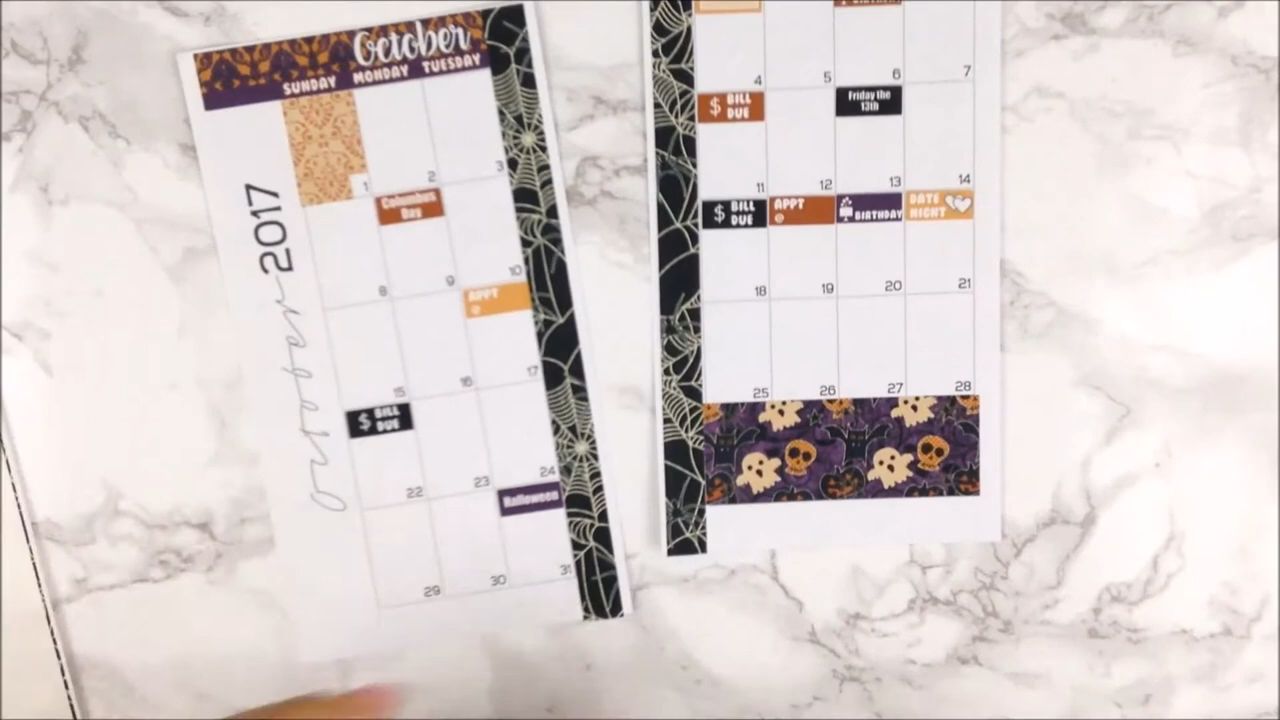 October
SUNDAY MONDAY TUESDAY
1 2 3
October 2017
Columbus
Day
8 9 10
APPT
@
15 16 17
$ BILL
DUE
22 23 24
Halloween
29 30 31
4 5 6 7
$ BILL
DUE
Friday the
13th
11 12 13 14
$ BILL
DUE
APPT
@
BIRTHDAY
DATE
NIGHT
18 19 20 21
25 26 27 28